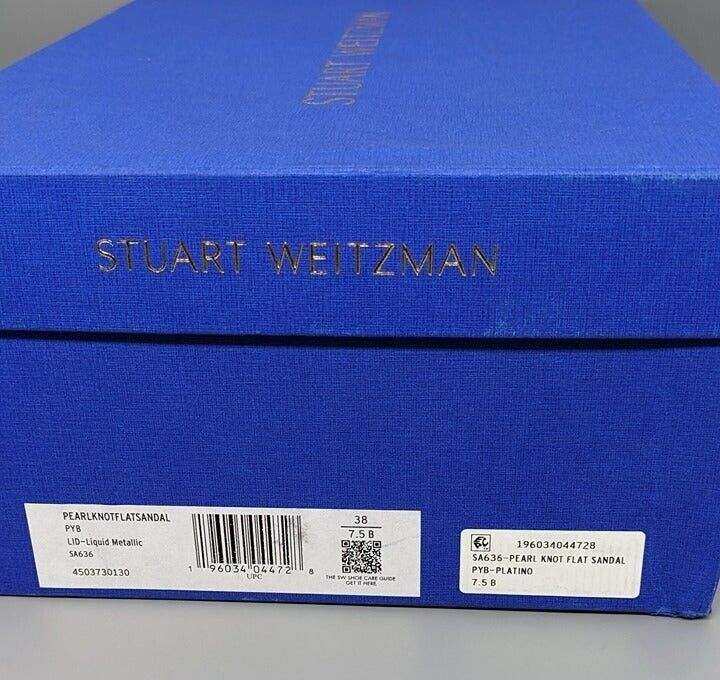 STUART WEITZMAN
STUART WEITZMAN
PEARLKNOTFLATSANDAL
PYB
LID-Liquid Metallic
SA636
4503730130
1 96034 04472 8
UPC
38
7.5 B
THE SW SHOE CARE GUIDE
GET IT HERE
196034044728
SA636-PEARL KNOT FLAT SANDAL
PYB-PLATINO
7.5 B